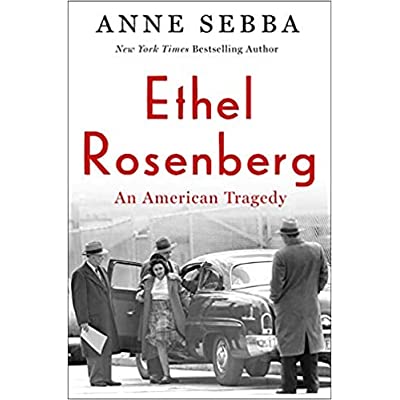 ANNE SEBBA
New York Times Bestselling Author
Ethel
Rosenberg
An American Tragedy